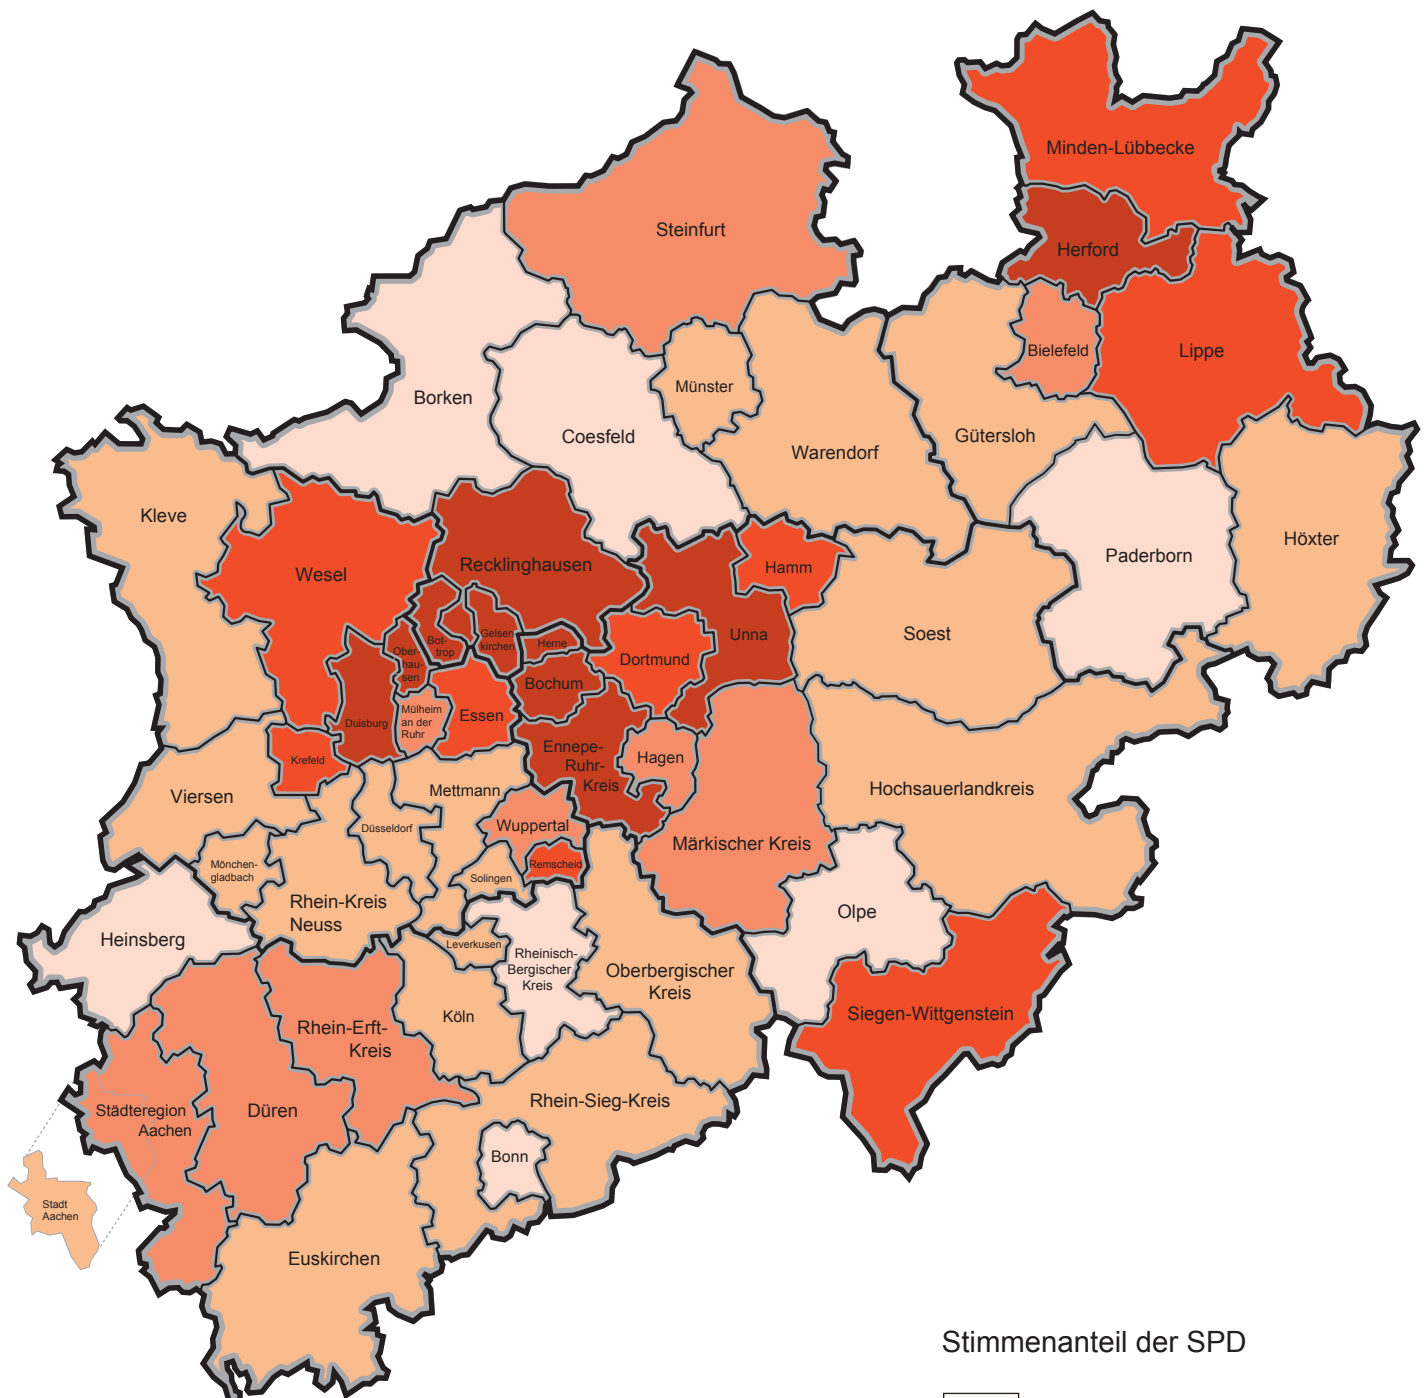 Minden-Lübbecke
Steinfurt
Herford
Bielefeld
Lippe
Borken
Münster
Coesfeld
Gütersloh
Warendorf
Kleve
Höxter
Paderborn
Recklinghausen
Wesel
Hamm
Unna
Soest
Gelsen
kirchen
Herne
Bot-
trop
Ober-
hau-
sen
Dortmund
Bochum
Essen
Mülheim
an der
Ruhr
Duisburg
Ennepe-
Ruhr-
Kreis
Hagen
Krefeld
Hochsauerlandkreis
Viersen
Mettmann
Düsseldorf
Wuppertal
Märkischer Kreis
Remscheid
Mönchen-
gladbach
Solingen
Rhein-Kreis
Neuss
Olpe
Heinsberg
Leverkusen
Rheinisch-
Bergischer
Kreis
Oberbergischer
Kreis
Köln
Siegen-Wittgenstein
Rhein-Erft-
Kreis
Städteregion
Aachen
Düren
Rhein-Sieg-Kreis
Bonn
Stadt
Aachen
Euskirchen
Stimmenanteil der SPD